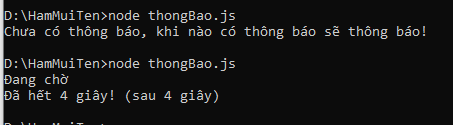 D:\HamMuiTen>node thongBao.js
Chưa có thông báo, khi nào có thông báo sẽ thông báo!
D:\HamMuiTen>node thongBao.js
Đang chờ
Đã hết 4 giây! (sau 4 giây)